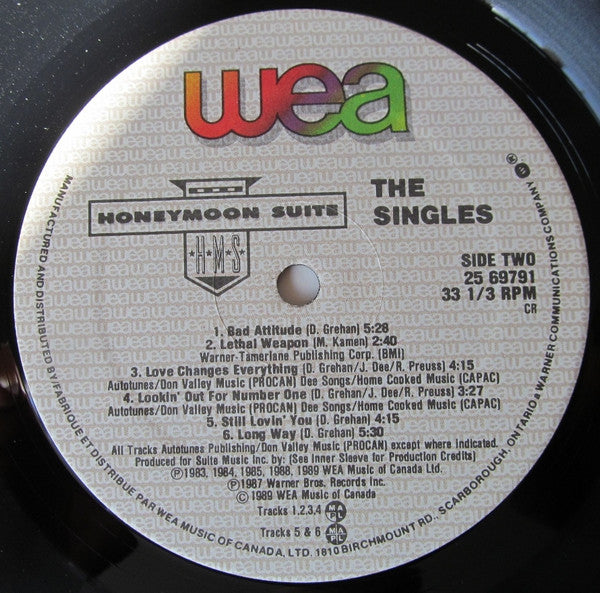 wea
HONEYMOON SUITE
H·M·S
THE
SINGLES
SIDE TWO
25 69791
33 1/3 RPM
CR
1. Bad Attitude (D. Grehan) 5:28
2. Lethal Weapon (M. Kamen) 2:40
Warner-Tamerlane Publishing Corp. (BMI)
3. Love Changes Everything (D. Grehan/J. Dee/R. Preuss) 4:15
Autotunes/Don Valley Music (PROCAN) Dee Songs/Home Cooked Music (CAPAC)
4. Lookin' Out For Number One (D. Grehan/J. Dee/R. Preuss) 3:27
Autotunes/Don Valley Music (PROCAN) Dee Songs/Home Cooked Music (CAPAC)
5. Still Lovin' You (D. Grehan) 4:15
6. Long Way (D. Grehan) 5:30
All Tracks Autotunes Publishing/Don Valley Music (PROCAN) except where indicated.
Produced for Suite Music Inc. by: (See Inner Sleeve for Production Credits)
Ⓟ1983, 1984, 1985, 1988, 1989 WEA Music of Canada Ltd.
Ⓟ1987 Warner Bros. Records Inc.
©1989 WEA Music of Canada
Tracks 1,2,3,4 MAPL
Tracks 5 & 6 MAPL
MANUFACTURED AND DISTRIBUTED BY/FABRIQUE ET DISTRIBUE PAR WEA MUSIC OF CANADA, LTD. 1810 BIRCHMOUNT RD., SCARBOROUGH, ONTARIO & WARNER COMMUNICATIONS COMPANY